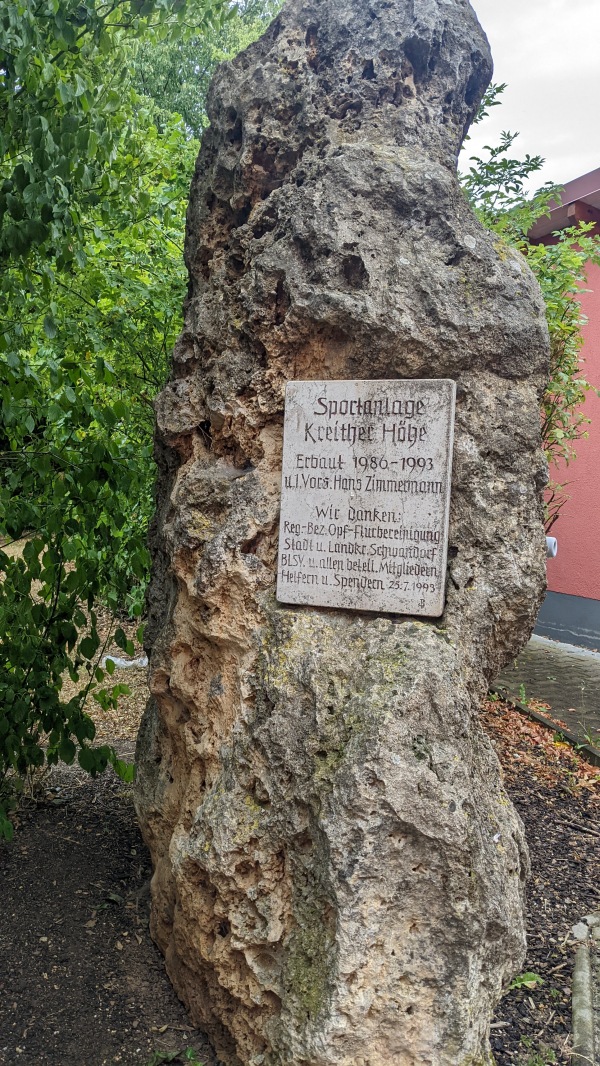 Sportanlage
Kreither Höhe
Erbaut 1986-1993
u.1.Vors. Hans Zimmermann
Wir danken:
Reg.-Bez. Opf.-Flurbereinigung
Stadt u. Landkr. Schwandorf
BLSV. u. allen beteil. Mitgliedern
Helfern u. Spendern 25.7.1993